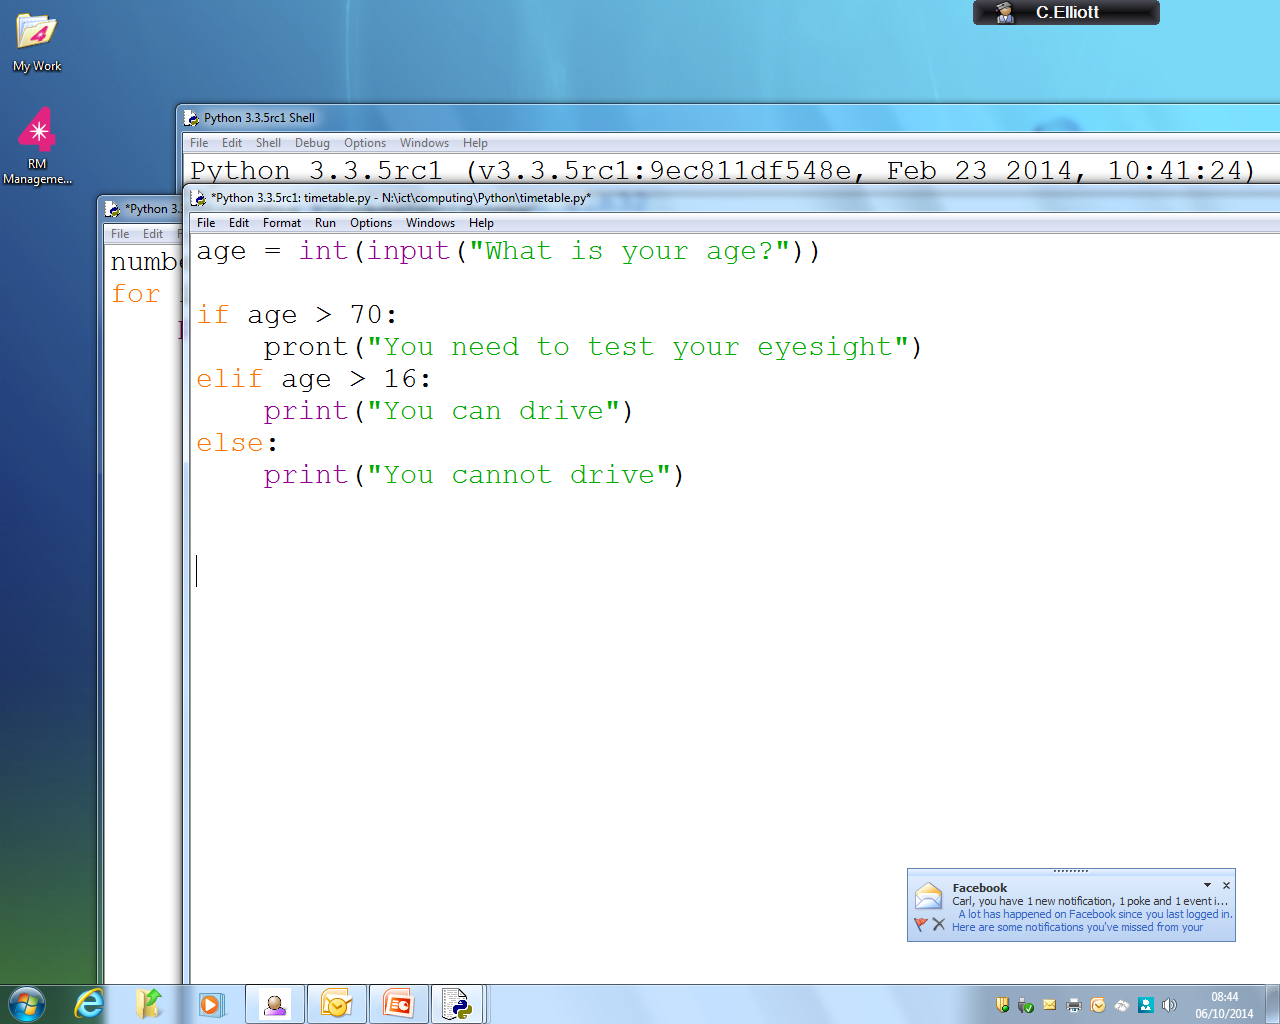 C.Elliott
My Work
RM
Manageme...
Python 3.3.5rc1 Shell
File Edit Shell Debug Options Windows Help
Python 3.3.5rc1 (v3.3.5rc1:9ec811df548e, Feb 23 2014, 10:41:24)
*Python 3.
File Edit
numbe
for
*Python 3.3.5rc1: timetable.py - N:\ict\computing\Python\timetable.py*
File Edit Format Run Options Windows Help
age = int(input("What is your age?"))
if age > 70:
    pront("You need to test your eyesight")
elif age > 16:
    print("You can drive")
else:
    print("You cannot drive")
Facebook
Carl, you have 1 new notification, 1 poke and 1 event i...
A lot has happened on Facebook since you last logged in.
Here are some notifications you've missed from your
08:44
06/10/2014